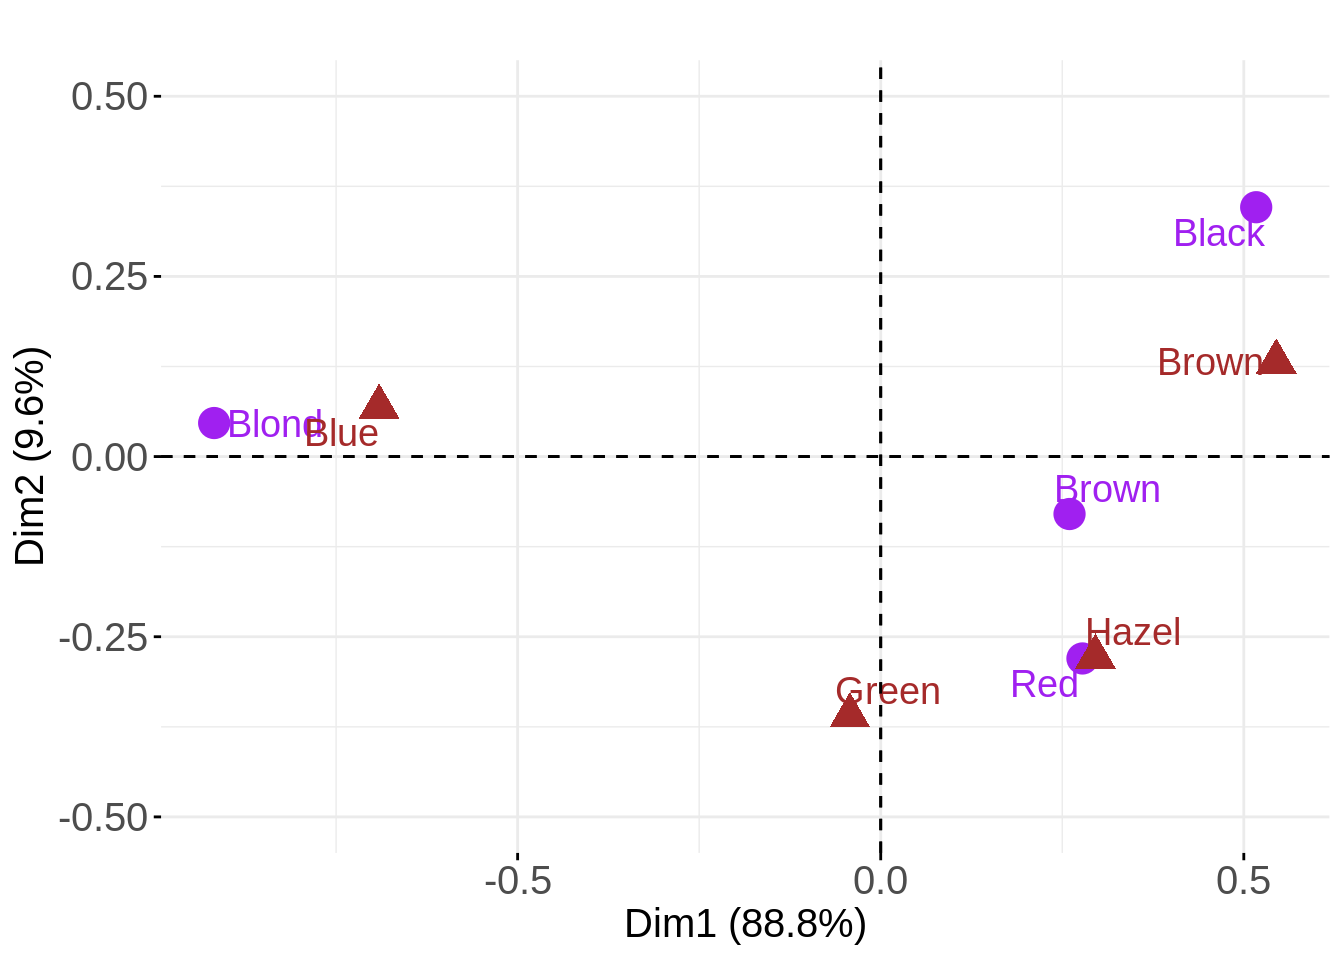 0.50
0.25
0.00
-0.25
-0.50
Dim2 (9.6%)
Black
Brown
Blond
Blue
Brown
Hazel
Red
Green
-0.5
0.0
0.5
Dim1 (88.8%)